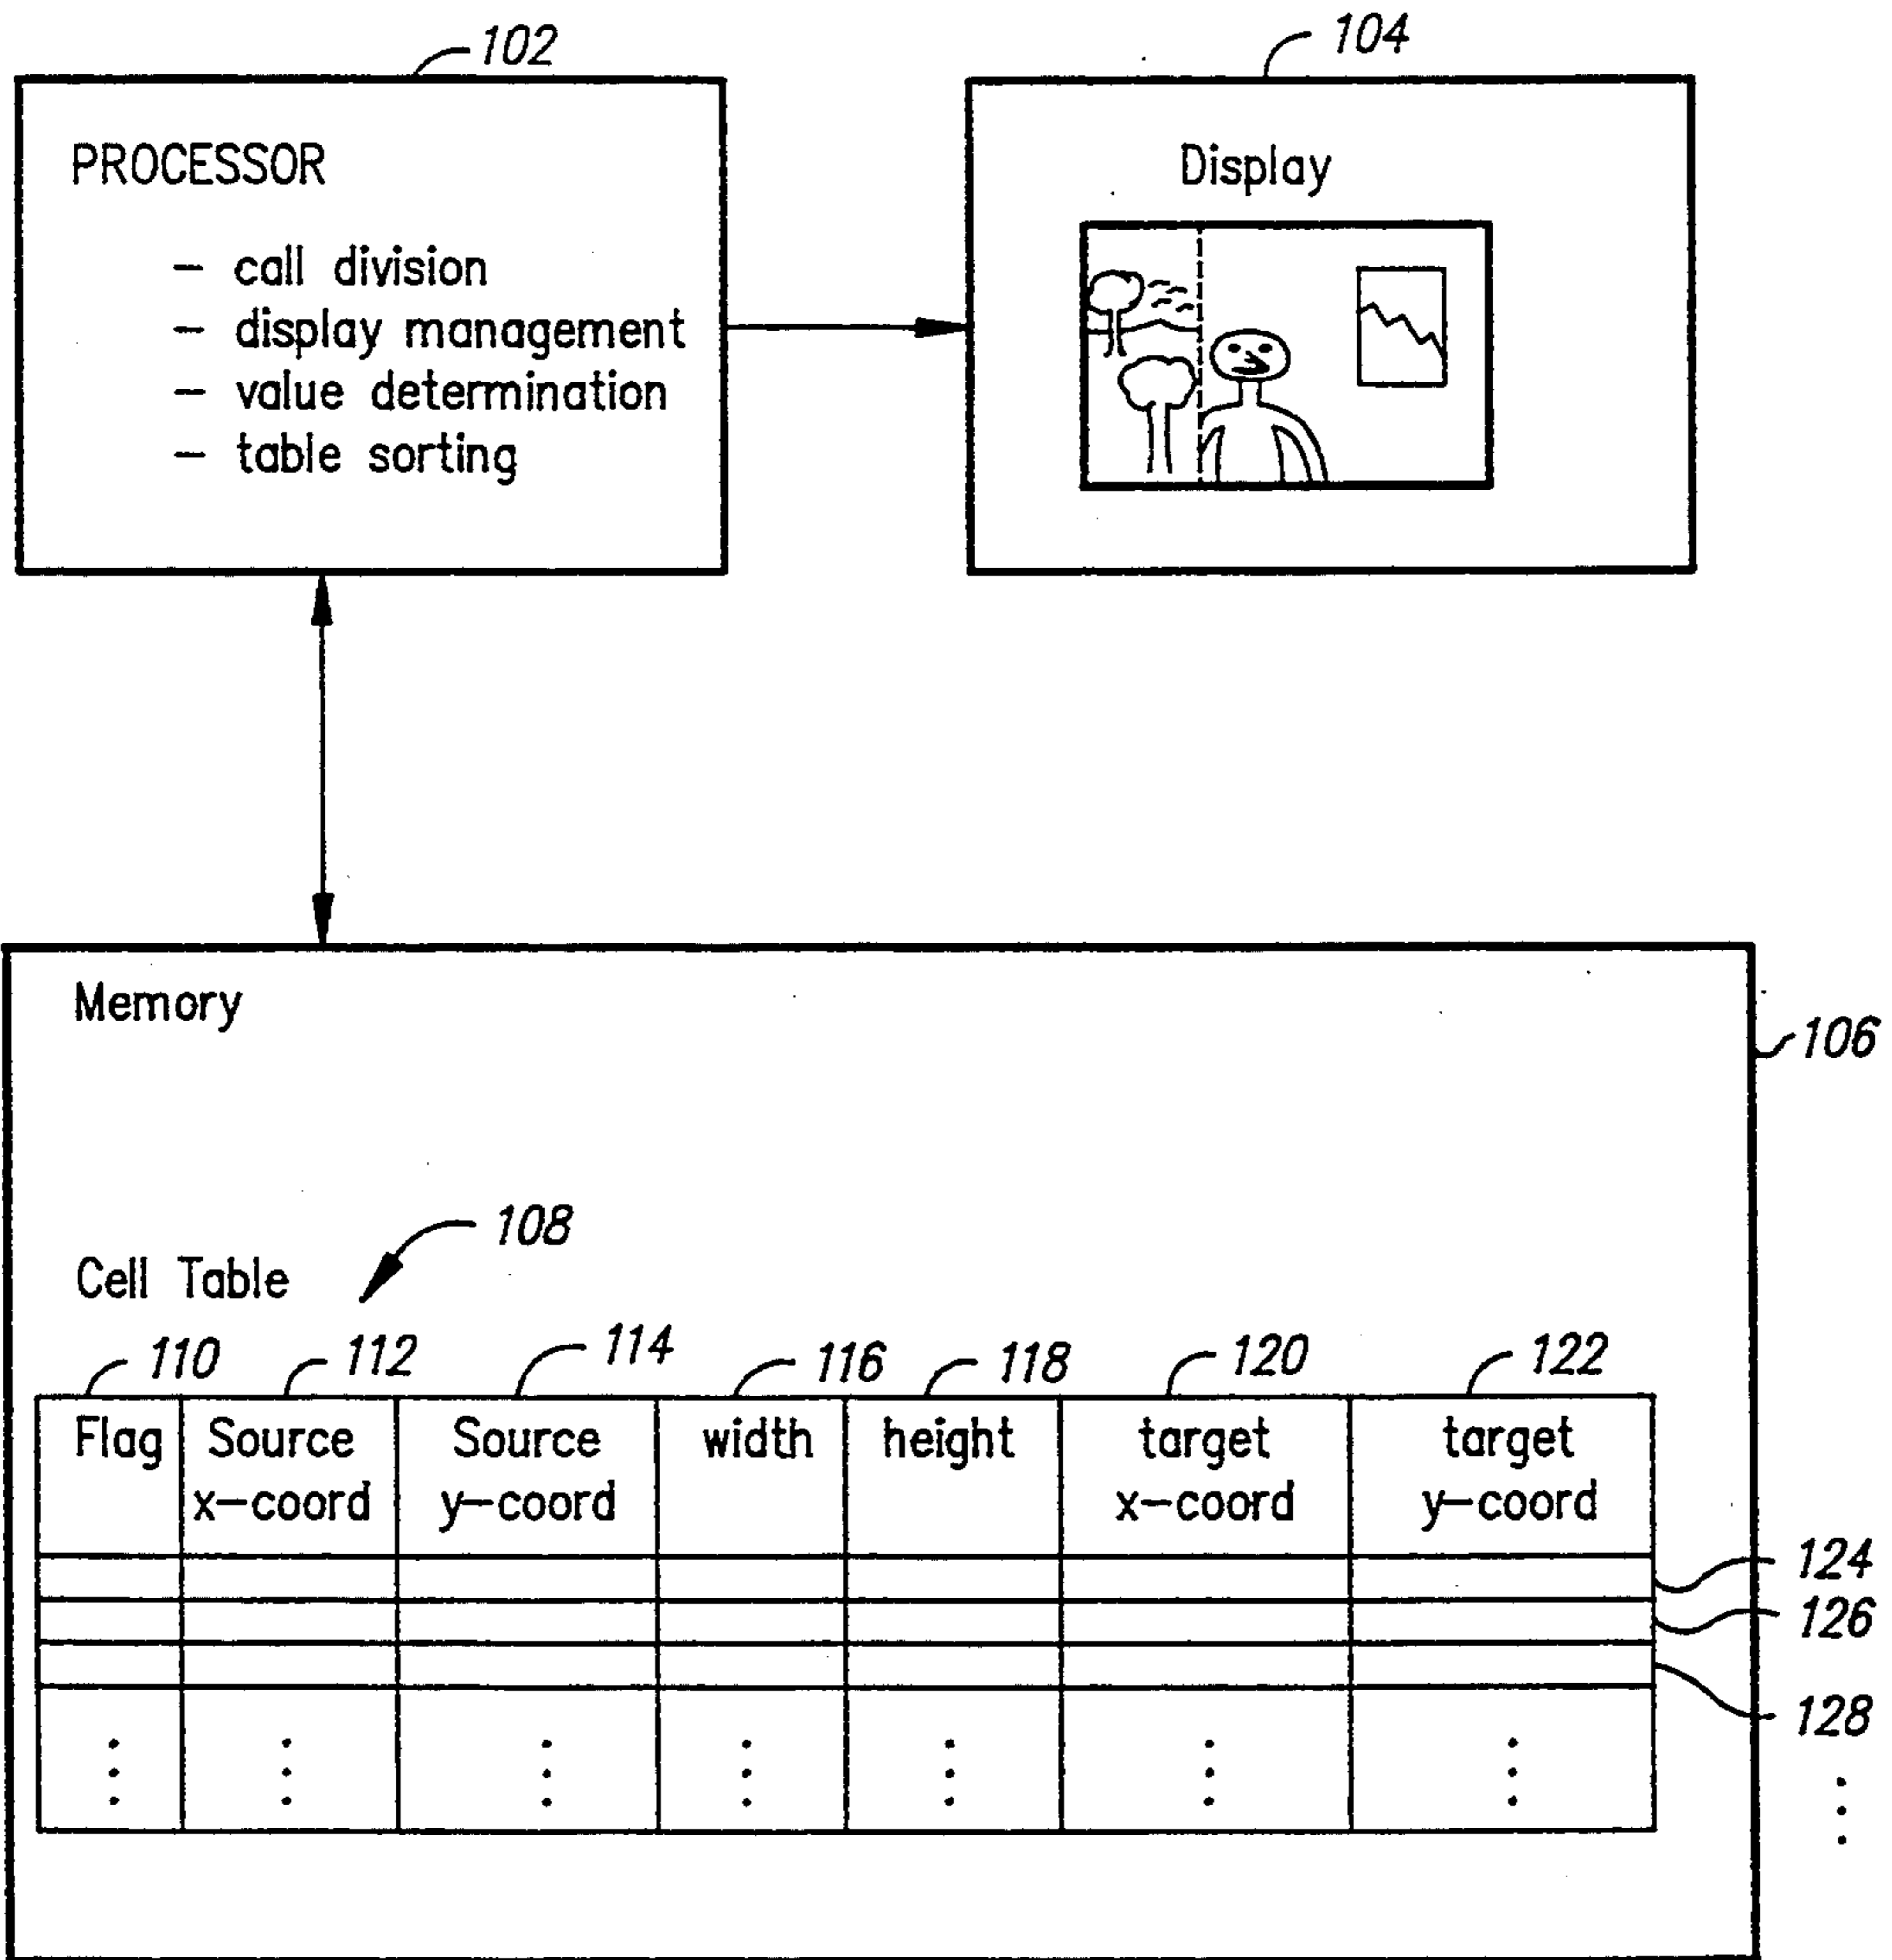 102
104
PROCESSOR
- call division
- display management
- value determination
- table sorting
Display
Memory
106
108
Cell Table
110 112 114 116 118 120 122
Flag Source Source width height target target
x-coord y-coord x-coord y-coord
124
126
128